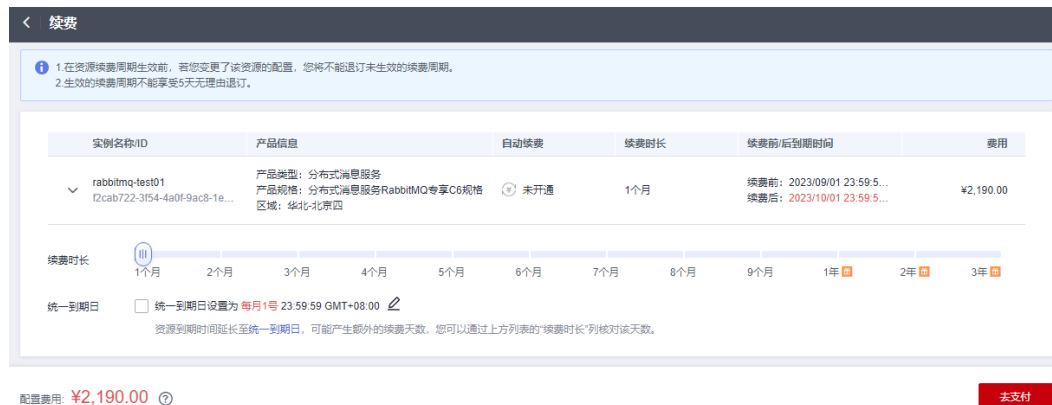 续费
1.在资源续费周期生效前，若您变更了该资源的配置，您将不能退订未生效的续费周期。
2.生效的续费周期不能享受5天无理由退订。
实例名称/ID 产品信息 自动续费 续费时长 续费前/后到期时间 费用
rabbitmq-test01
f2cab722-3f54-4a0f-9ac8-1e...
产品类型：分布式消息服务
产品规格：分布式消息服务RabbitMQ专享C6规格
区域：华北-北京四
未开通
1个月
续费前：2023/09/01 23:59:5...
续费后：2023/10/01 23:59:5...
¥2,190.00
续费时长
1个月 2个月 3个月 4个月 5个月 6个月 7个月 8个月 9个月 1年 2年 3年
统一到期日 统一到期日设置为 每月1号 23:59:59 GMT+08:00
资源到期时间延长至统一到期日，可能产生额外的续费天数，您可以通过上方列表的“续费时长”列核对该天数。
配置费用: ¥2,190.00
去支付